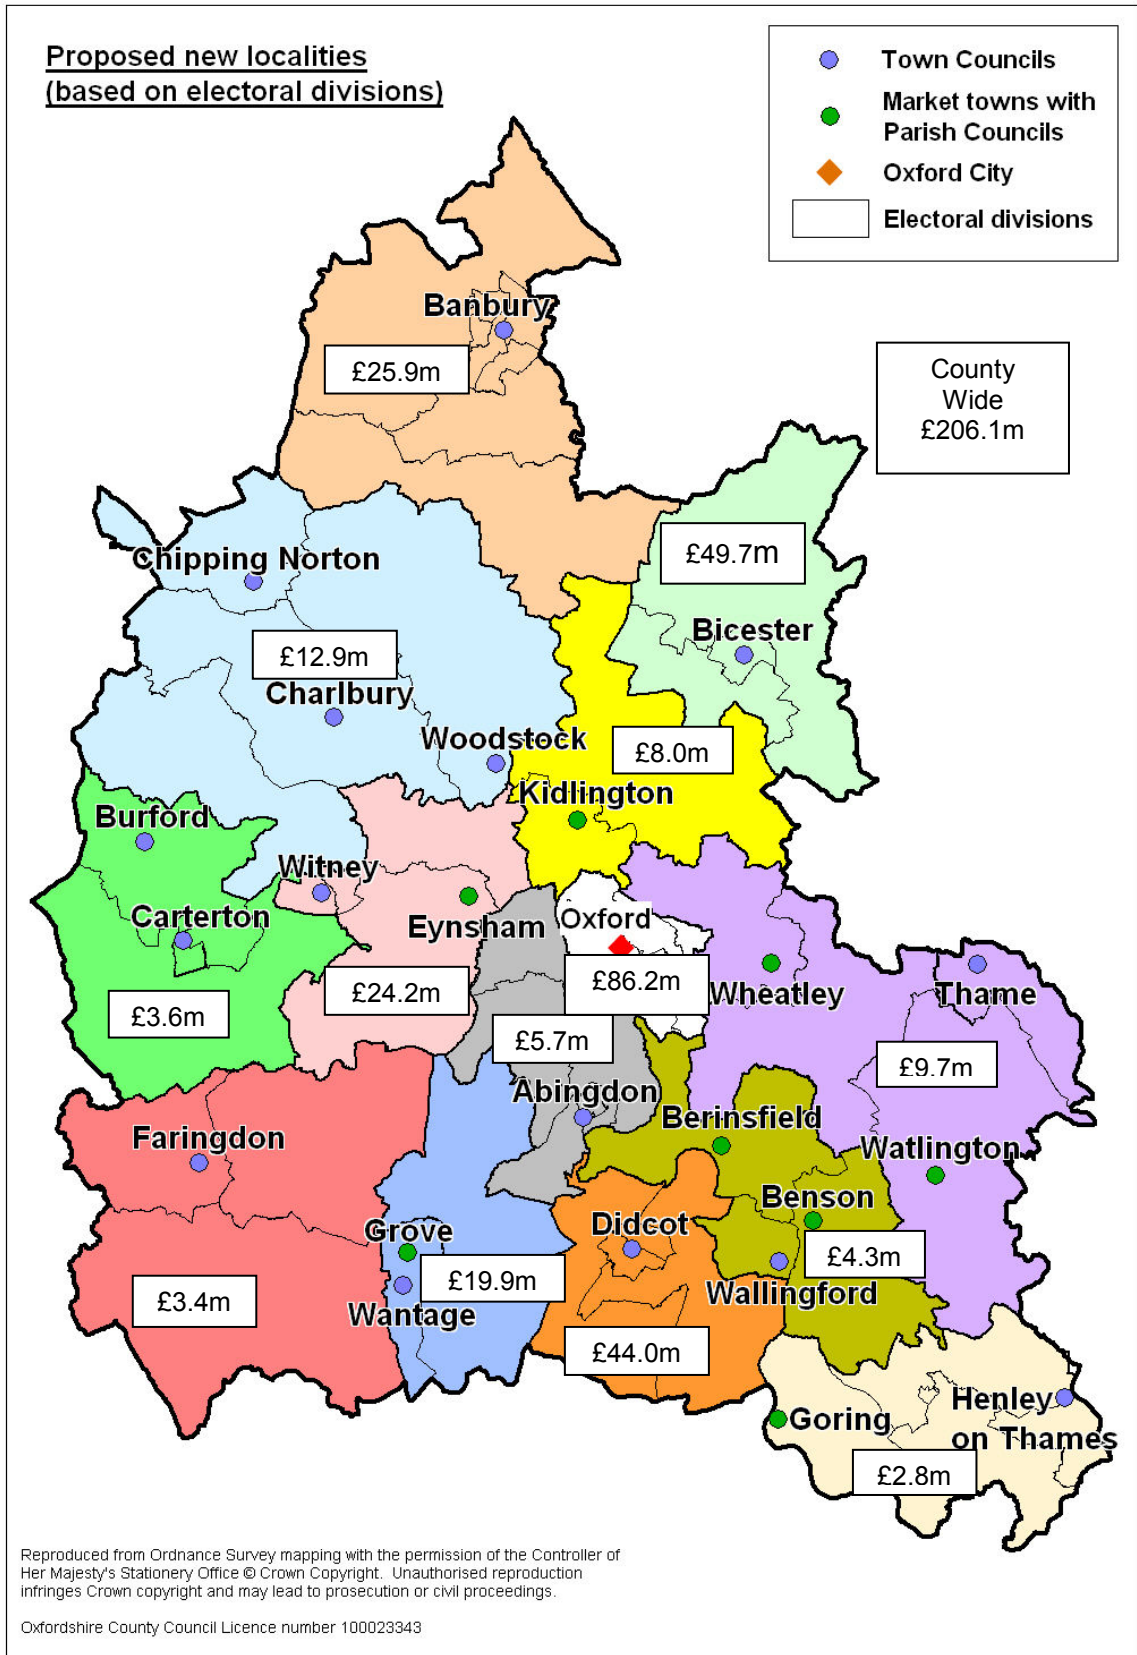 Proposed new localities
(based on electoral divisions)
Town Councils
Market towns with
Parish Councils
Oxford City
Electoral divisions
Banbury
£25.9m
County
Wide
£206.1m
£49.7m
Chipping Norton
Bicester
£12.9m
Charlbury
Woodstock
£8.0m
Kidlington
Burford
Witney
Carterton
Eynsham
Oxford
£86.2m
£24.2m
Wheatley
Thame
£3.6m
£5.7m
£9.7m
Abingdon
Berinsfield
Faringdon
Watlington
Benson
Grove
Didcot
£4.3m
£19.9m
£3.4m
Wantage
Wallingford
£44.0m
Goring
Henley
on Thames
£2.8m
Reproduced from Ordnance Survey mapping with the permission of the Controller of
Her Majesty's Stationery Office © Crown Copyright.  Unauthorised reproduction
infringes Crown copyright and may lead to prosecution or civil proceedings.
Oxfordshire County Council Licence number 100023343